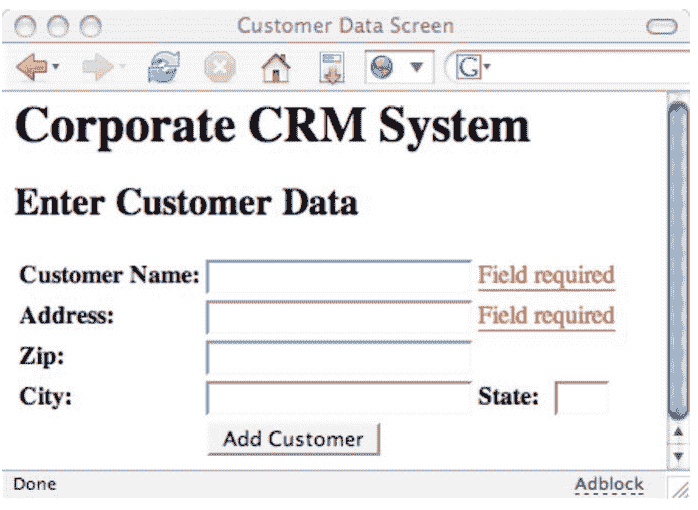 Customer Data Screen
G
Corporate CRM System
Enter Customer Data
Customer Name: Field required
Address: Field required
Zip:
City: State:
Add Customer
Done Adblock